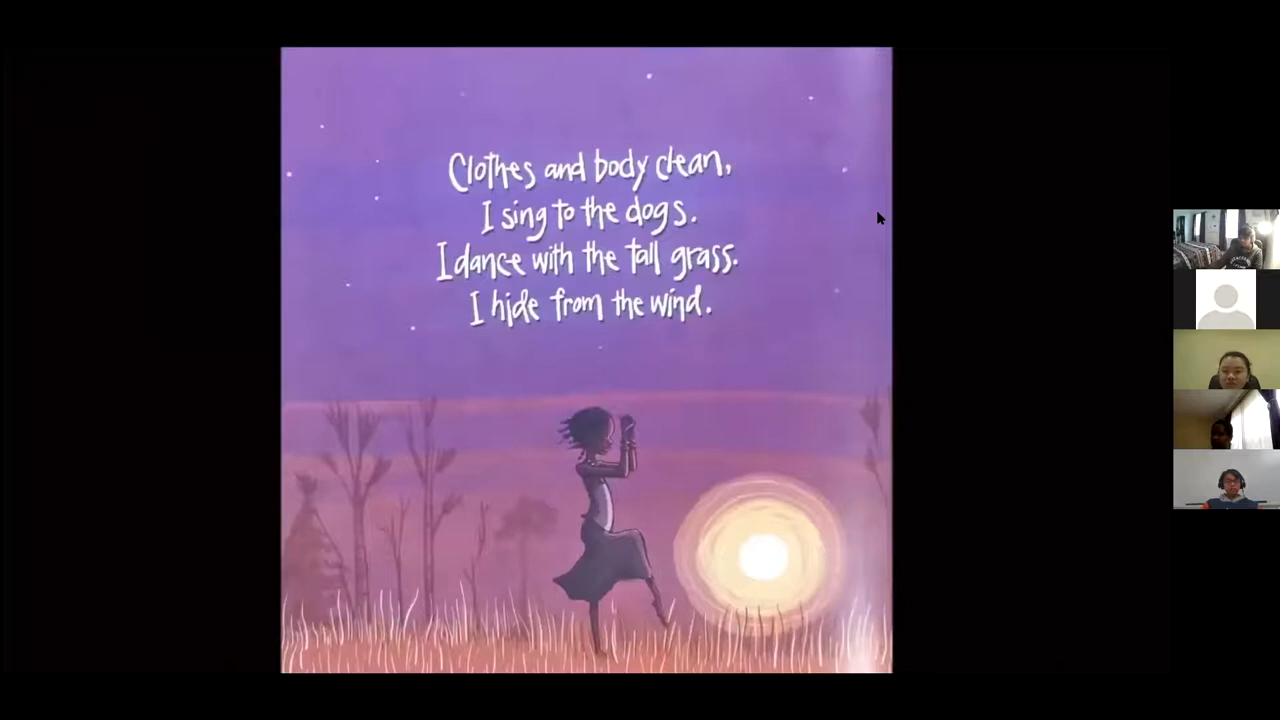 Clothes and body clean,
I sing to the dogs.
I dance with the tall grass.
I hide from the wind.